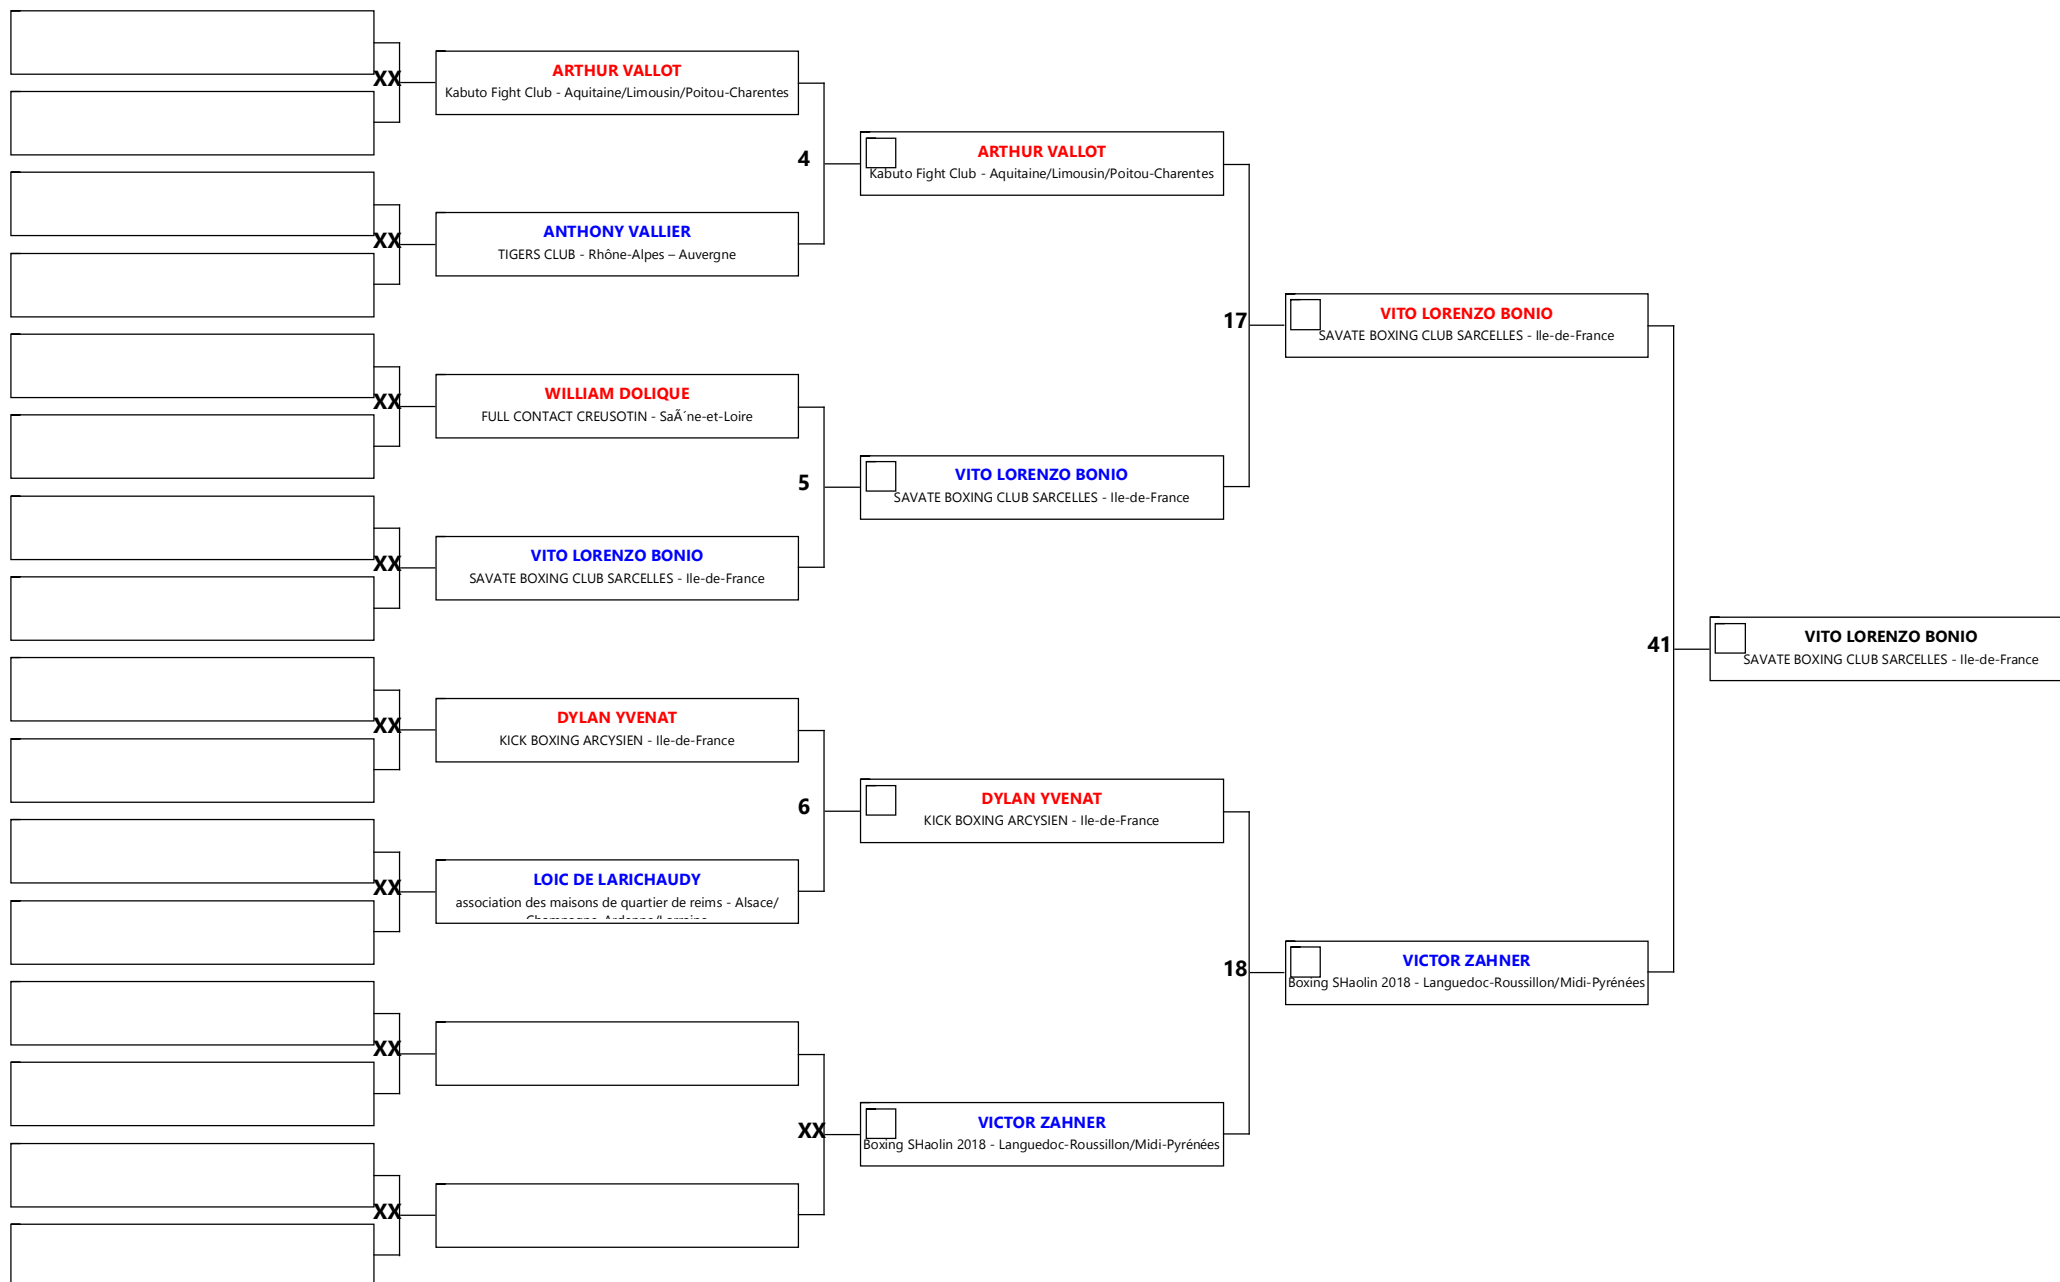 XX
ARTHUR VALLOT
Kabuto Fight Club - Aquitaine/Limousin/Poitou-Charentes
4
ARTHUR VALLOT
Kabuto Fight Club - Aquitaine/Limousin/Poitou-Charentes
XX
ANTHONY VALLIER
TIGERS CLUB - Rhône-Alpes – Auvergne
17
VITO LORENZO BONIO
SAVATE BOXING CLUB SARCELLES - Ile-de-France
XX
WILLIAM DOLIQUE
FULL CONTACT CREUSOTIN - SaÃ´ne-et-Loire
5
VITO LORENZO BONIO
SAVATE BOXING CLUB SARCELLES - Ile-de-France
XX
VITO LORENZO BONIO
SAVATE BOXING CLUB SARCELLES - Ile-de-France
41
VITO LORENZO BONIO
SAVATE BOXING CLUB SARCELLES - Ile-de-France
XX
DYLAN YVENAT
KICK BOXING ARCYSIEN - Ile-de-France
6
DYLAN YVENAT
KICK BOXING ARCYSIEN - Ile-de-France
XX
LOIC DE LARICHAUDY
association des maisons de quartier de reims - Alsace/
Champagne-Ardenne/Lorraine
18
VICTOR ZAHNER
Boxing SHaolin 2018 - Languedoc-Roussillon/Midi-Pyrénées
XX
XX
VICTOR ZAHNER
Boxing SHaolin 2018 - Languedoc-Roussillon/Midi-Pyrénées
XX